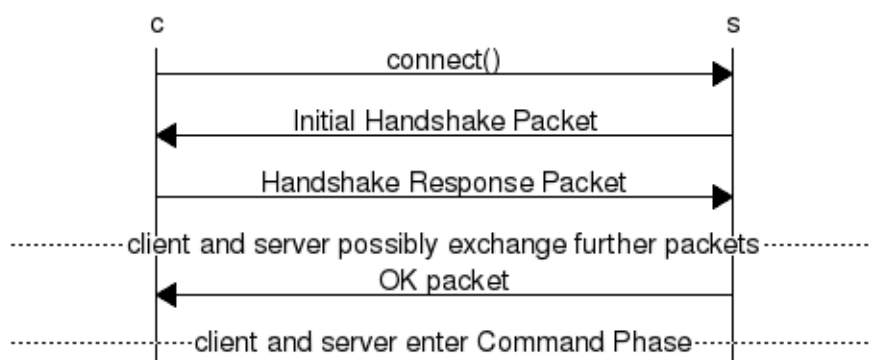 c s
connect()
Initial Handshake Packet
Handshake Response Packet
client and server possibly exchange further packets
OK packet
client and server enter Command Phase